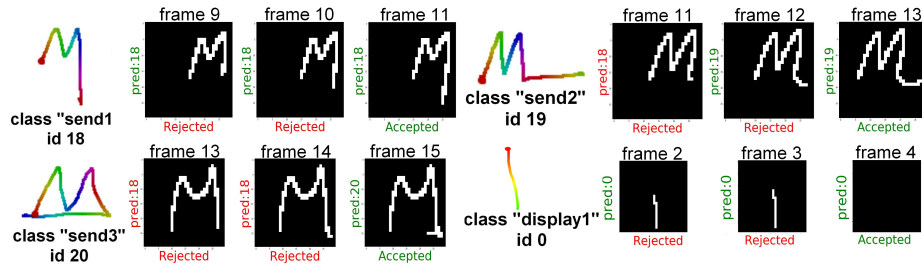 frame 9 frame 10 frame 11
pred:18 pred:18 pred:18
class "send1
id 18
Rejected Rejected Accepted
frame 11 frame 12 frame 13
pred:18 pred:19 pred:19
class "send2"
id 19
Rejected Rejected Accepted
frame 13 frame 14 frame 15
pred:18 pred:18 pred:20
class "send3"
id 20
Rejected Rejected Accepted
frame 2 frame 3 frame 4
pred:0 pred:0 pred:0
class "display1"
id 0
Rejected Rejected Accepted